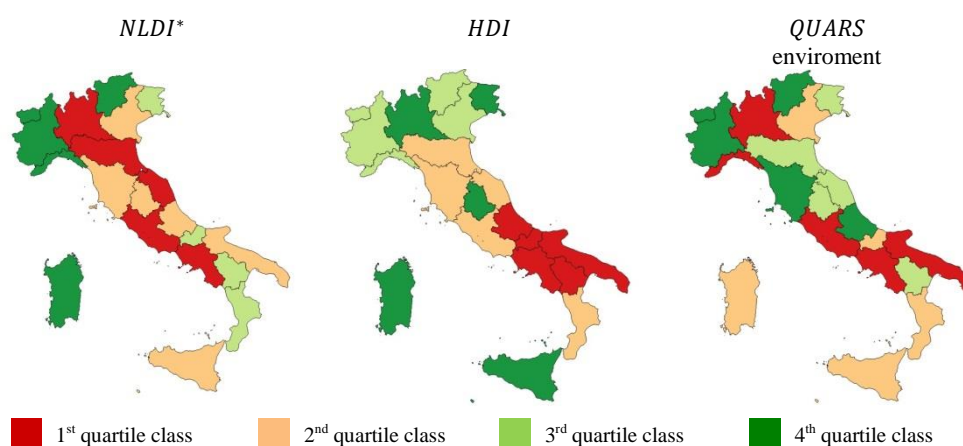 NLDI* HDI QUARS
enviroment
1st quartile class 2nd quartile class 3rd quartile class 4th quartile class